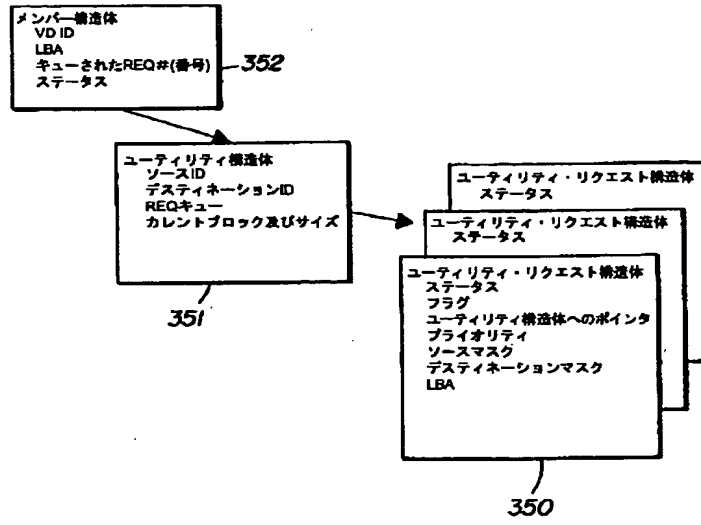 メンバー構造体
VD ID
LBA
キューされたREQ#(番号)
ステータス
352
ユーティリティ構造体
ソースID
デスティネーションID
REQキュー
カレントブロック及びサイズ
351
ユーティリティ・リクエスト構造体
ステータス
ユーティリティ・リクエスト構造体
ステータス
ユーティリティ・リクエスト構造体
ステータス
フラグ
ユーティリティ構造体へのポインタ
プライオリティ
ソースマスク
デスティネーションマスク
LBA
350